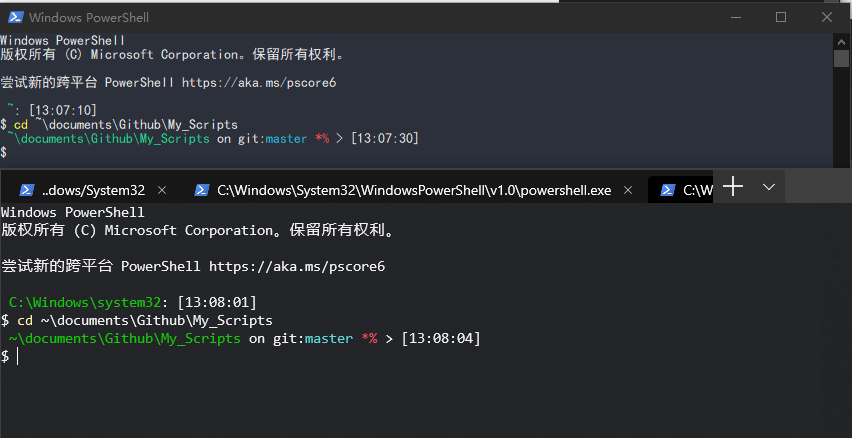 Windows PowerShell
Windows PowerShell
版权所有 (C) Microsoft Corporation。保留所有权利。
尝试新的跨平台 PowerShell https://aka.ms/pscore6
~: [13:07:10]
$ cd ~\documents\Github\My_Scripts
~\documents\Github\My_Scripts on git:master *% > [13:07:30]
$
..dows/System32 C:\Windows\System32\WindowsPowerShell\v1.0\powershell.exe C:\W
Windows PowerShell
版权所有 (C) Microsoft Corporation。保留所有权利。
尝试新的跨平台 PowerShell https://aka.ms/pscore6
C:\Windows\system32: [13:08:01]
$ cd ~\documents\Github\My_Scripts
~\documents\Github\My_Scripts on git:master *% > [13:08:04]
$